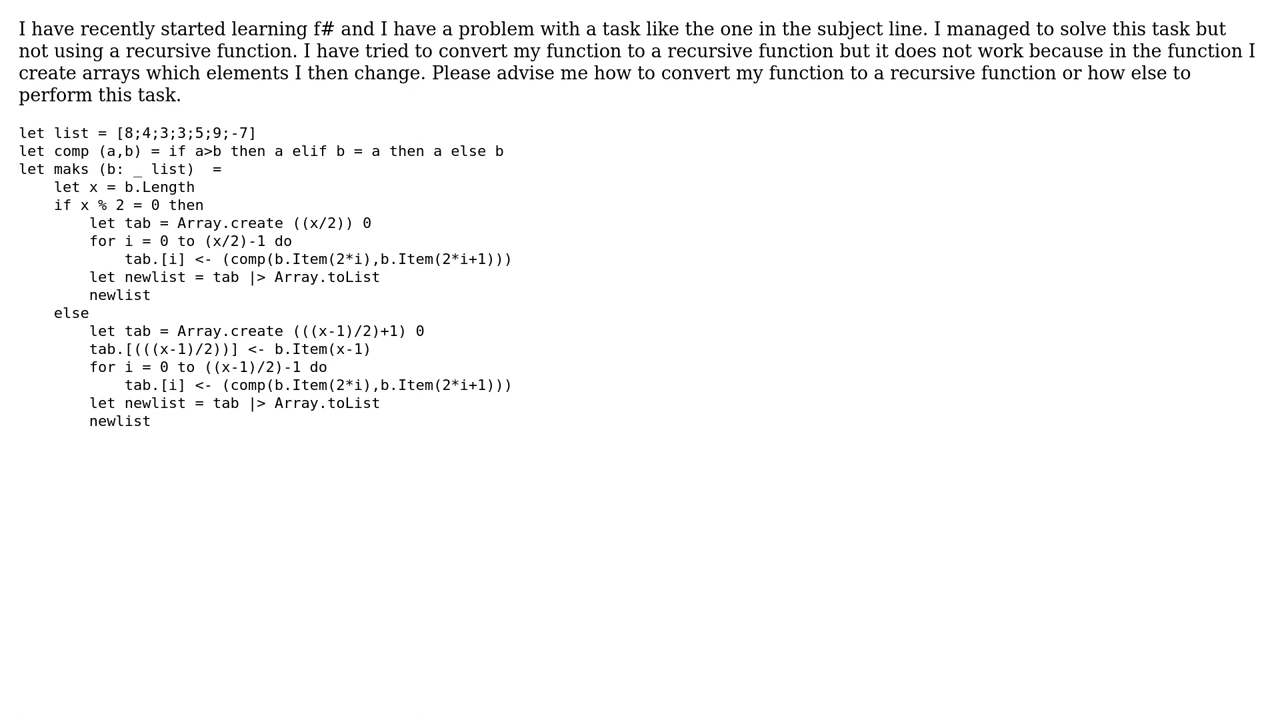 I have recently started learning f# and I have a problem with a task like the one in the subject line. I managed to solve this task but
not using a recursive function. I have tried to convert my function to a recursive function but it does not work because in the function I
create arrays which elements I then change. Please advise me how to convert my function to a recursive function or how else to
perform this task.
let list = [8;4;3;3;5;9;-7]
let comp (a,b) = if a>b then a elif b = a then a else b
let maks (b: _ list)  =
    let x = b.Length
    if x % 2 = 0 then
        let tab = Array.create ((x/2)) 0
        for i = 0 to (x/2)-1 do
            tab.[i] <- (comp(b.Item(2*i),b.Item(2*i+1)))
        let newlist = tab |> Array.toList
        newlist
    else
        let tab = Array.create (((x-1)/2)+1) 0
        tab.[(((x-1)/2))] <- b.Item(x-1)
        for i = 0 to ((x-1)/2)-1 do
            tab.[i] <- (comp(b.Item(2*i),b.Item(2*i+1)))
        let newlist = tab |> Array.toList
        newlist